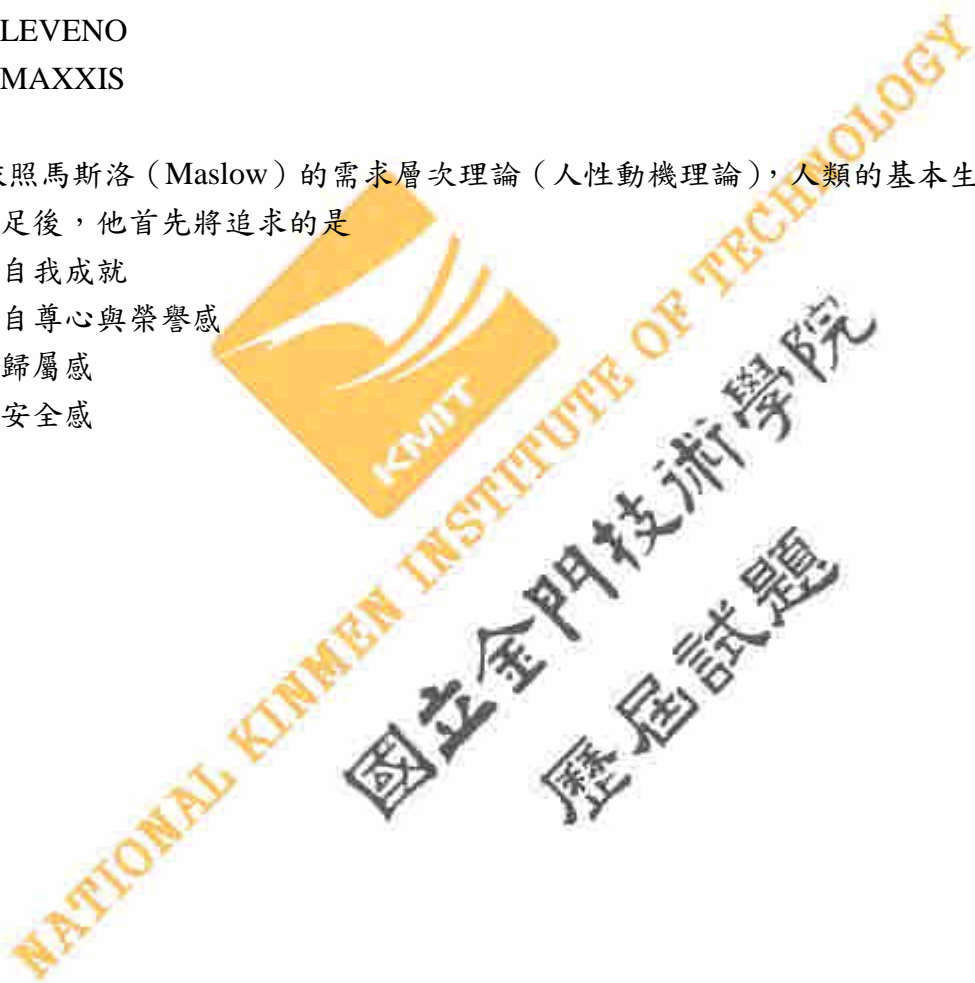 LEVENO
MAXXIS
照馬斯洛（Maslow）的需求層次理論（人性動機理論），人類的基本生
足後，他首先將追求的是
自我成就
自尊心與榮譽感
歸屬感
安全感
KMIT
NATIONAL KINMEN INSTITUTE OF TECHNOLOGY
國立金門技術學院
歷屆試題